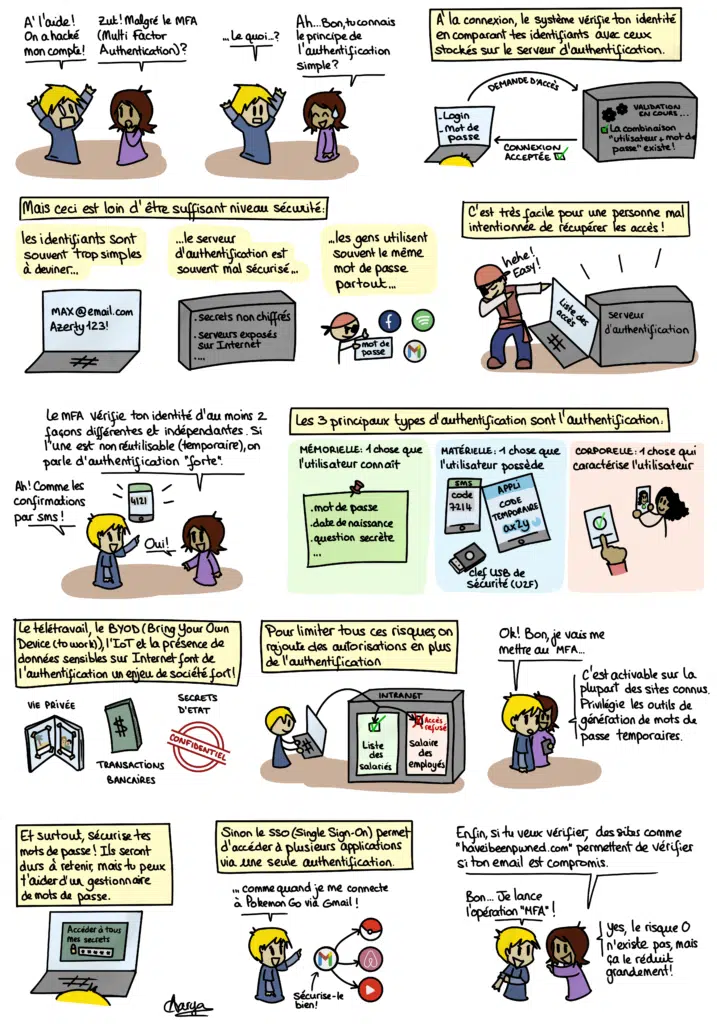 A' l'aide!
On a hacké
mon compte!
Zut! Malgré le MFA
(Multi Factor
Authentication)?
...Le quoi..?
Ah...Bon, tu connais
le principe de
l'authentification
simple?
A' la connexion, le système vérifie ton identité
en comparant tes identifiants avec ceux
stockés sur le serveur d'authentification.
DEMANDE D'ACCÈS
- Login
- Mot de
passe
CONNEXION
ACCEPTÉE
VALIDATION
EN COURS...
La combinaison
"utilisateur + mot de
passe" existe!
Mais ceci est loin d'être suffisant niveau sécurité:
les identifiants sont
souvent trop simples
à deviner...
...le serveur
d'authentification est
souvent mal sécurisé...
...les gens utilisent
souvent le même
mot de passe
partout...
MAX@email.com
Azerty123!
. secrets non chiffrés
. serveurs exposés
sur Internet
. ...
mot de
passe
C'est très facile pour une personne mal
intentionnée de récupérer les accès!
hehe!
Easy!
Liste des
accès
serveur
d'authentification
Le MFA vérifie ton identité d'au moins 2
façons différentes et indépendantes. Si
l'une est non réutilisable (temporaire), on
parle d'authentification "forte".
Ah! Comme les
confirmations
par sms!
4121
Oui!
Les 3 principaux types d'authentification sont l'authentification:
MÉMORIELLE: 1 chose que
l'utilisateur connaît
.mot de passe
.date de naissance
.question secrète
...
MATÉRIELLE: 1 chose que
l'utilisateur possède
SMS
code
7214
APPLI
CODE
TEMPORAIRE
ax2y
clef USB de
Sécurité (U2F)
CORPORELLE: 1 chose qui
caractérise l'utilisateur
Le télétravail, le BYOD (Bring Your Own
Device (to work)), l'IoT et la présence de
données sensibles sur Internet font de
l'authentification un enjeu de société fort!
VIE PRIVÉE
TRANSACTIONS
BANCAIRES
SECRETS
D'ETAT
CONFIDENTIEL
Pour limiter tous ces risques, on
rajoute des autorisations en plus
de l'authentification
INTRANET
Liste
des
salariés
Accès
refusé
salaire
des
employés
Ok! Bon, je vais me
mettre au MFA...
C'est activable sur la
plupart des sites connus.
Privilégie les outils de
génération de mots de
passe temporaires.
Et surtout, sécurise tes
mots de passe! Ils seront
durs à retenir, mais tu peux
t'aider d'un gestionnaire
de mots de passe.
Accéder à tous
mes secrets
Sinon le SSO (Single Sign-On) permet
d'accéder à plusieurs applications
via une seule authentification.
... comme quand je me connecte
à Pokemon Go via Gmail!
Sécurise-le
bien!
Enfin, si tu veux vérifier, des sites comme
"haveibeenpwned.com" permettent de vérifier
si ton email est compromis.
Bon... Je lance
l'opération "MFA"!
Yes, le risque 0
n'existe pas, mais
ça le réduit
grandement!
Aarya